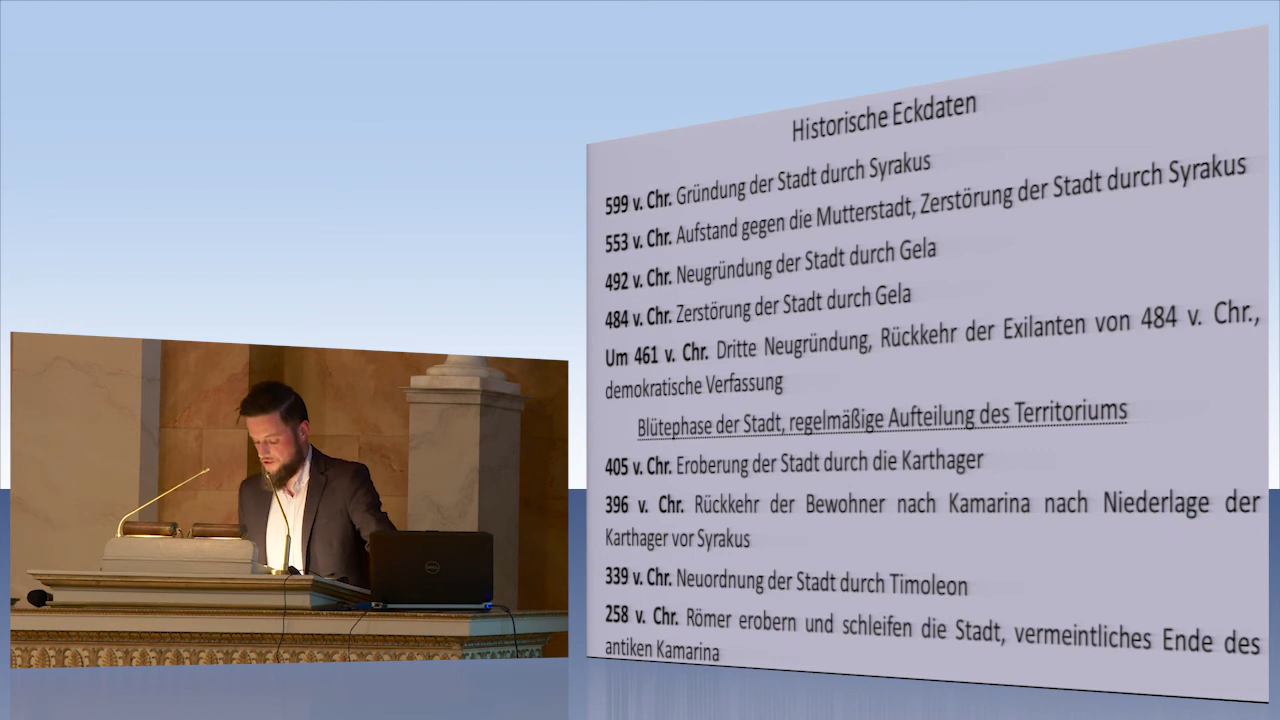 Historische Eckdaten
599 v. Chr. Gründung der Stadt durch Syrakus
553 v. Chr. Aufstand gegen die Mutterstadt, Zerstörung der Stadt durch Syrakus
492 v. Chr. Neugründung der Stadt durch Gela
484 v. Chr. Zerstörung der Stadt durch Gela
Um 461 v. Chr. Dritte Neugründung, Rückkehr der Exilanten von 484 v. Chr.,
demokratische Verfassung
Blütephase der Stadt, regelmäßige Aufteilung des Territoriums
405 v. Chr. Eroberung der Stadt durch die Karthager
396 v. Chr. Rückkehr der Bewohner nach Kamarina nach Niederlage der
Karthager vor Syrakus
339 v. Chr. Neuordnung der Stadt durch Timoleon
258 v. Chr. Römer erobern und schleifen die Stadt, vermeintliches Ende des
antiken Kamarina
DELL